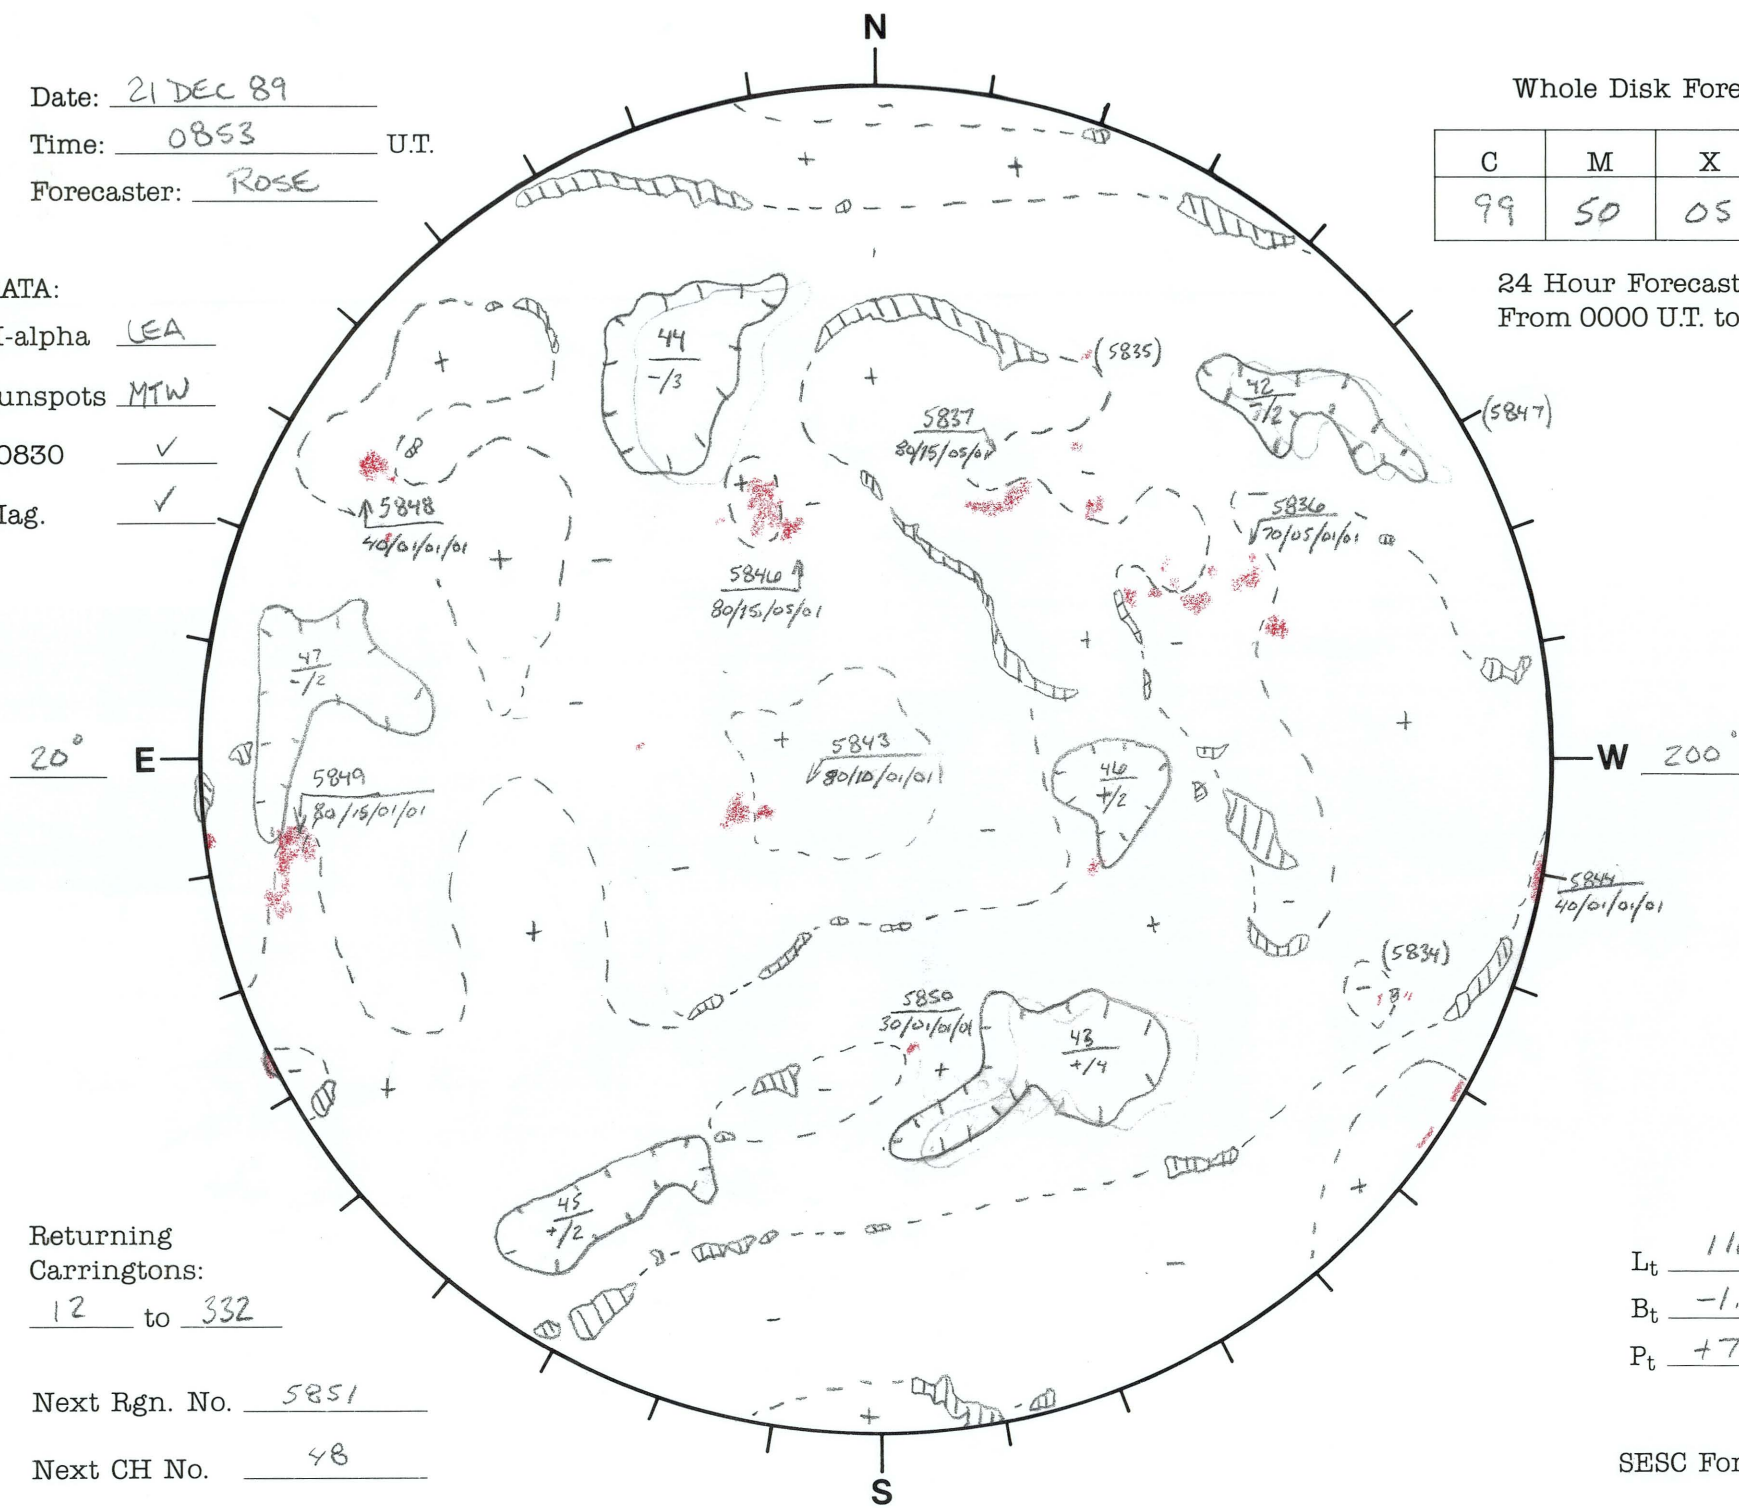 N
Date: 21 DEC 89
Time: 0853 U.T.
Forecaster: ROSE
Whole Disk Fore
C M X
99 50 05
24 Hour Forecast
From 0000 U.T. to
ATA:
I-alpha LEA
unspots MTW
0830 ✓
Mag. ✓
44
-/3
(5835)
42
-/2
(5847)
5837
80/15/05/01
5848
40/01/01/01
5836
70/05/01/01
5846
80/15/05/01
47
-/2
20° E
W 200°
5843
80/10/01/01
46
+/2
5849
80/15/01/01
5844
40/01/01/01
(5834)
5850
30/01/01/01
43
+/4
45
+/2
Returning
Carringtons:
12 to 332
Lt
Bt -1.
Pt +7
Next Rgn. No. 5851
Next CH No. 48
SESC For
S